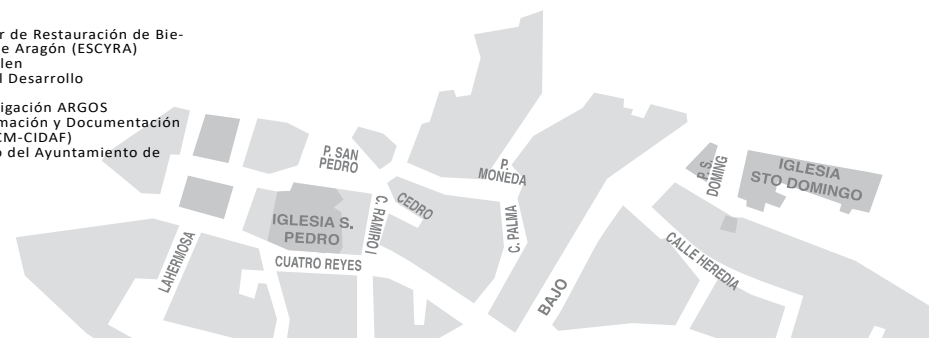 r de Restauración de Bie-
e Aragón (ESCYRA)
len
l Desarrollo
igación ARGOS
mación y Documentación
CM-CIDAF)
o del Ayuntamiento de
P. SAN
PEDRO
P.
MONEDA
P. S.
DOMING
IGLESIA
STO DOMINGO
CEDRO
C. RAMIRO I
IGLESIA S.
PEDRO
C. PALMA
LAHERMOSA
CUATRO REYES
CALLE HEREDIA
BAJO